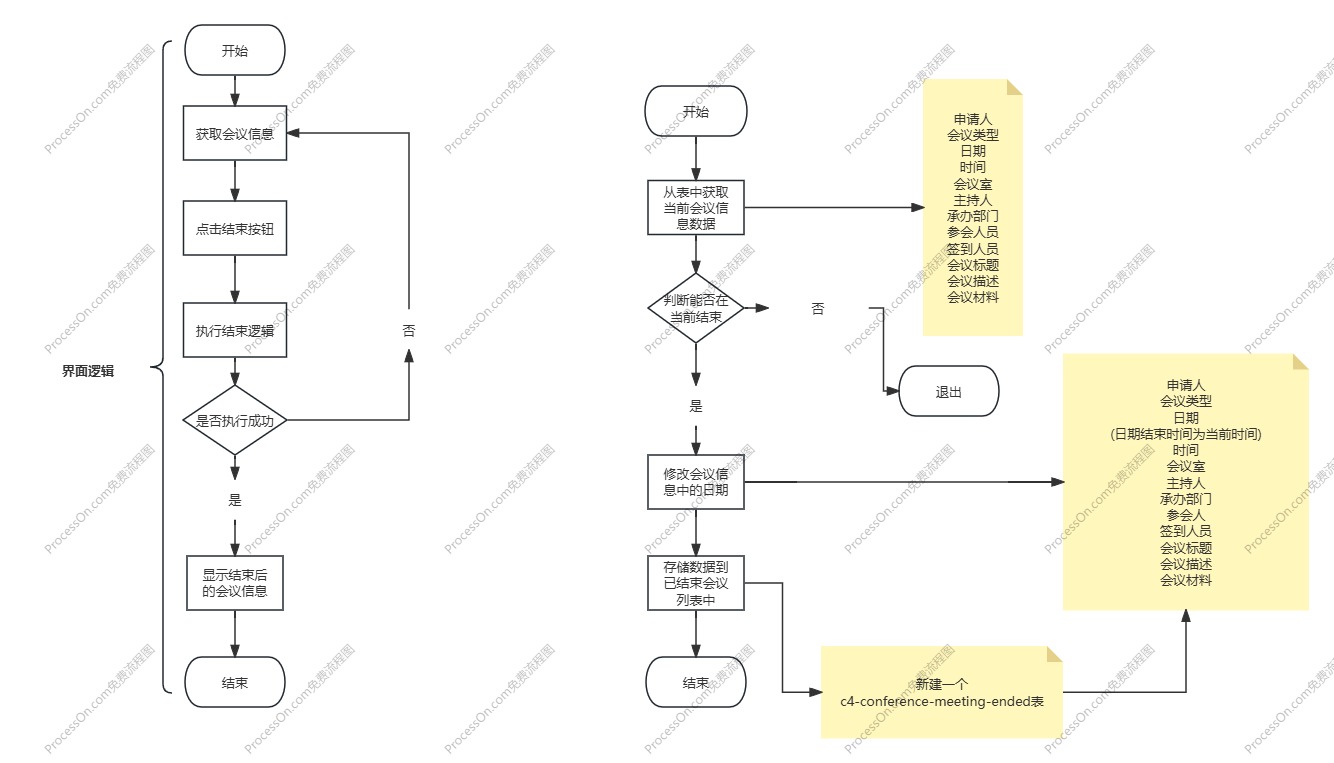 开始
获取会议信息
点击结束按钮
执行结束逻辑
是否执行成功
否
是
显示结束后
的会议信息
结束
界面逻辑
开始
从表中获取
当前会议信
息数据
判断能否在
当前结束
否
退出
是
修改会议信
息中的日期
存储数据到
已结束会议
列表中
结束
申请人
会议类型
日期
时间
会议室
主持人
承办部门
参会人员
签到人员
会议标题
会议描述
会议材料
申请人
会议类型
日期
(日期结束时间为当前时间)
时间
会议室
主持人
承办部门
参会人
签到人员
会议标题
会议描述
会议材料
新建一个
c4-conference-meeting-ended表
ProcessOn.com免费流程图